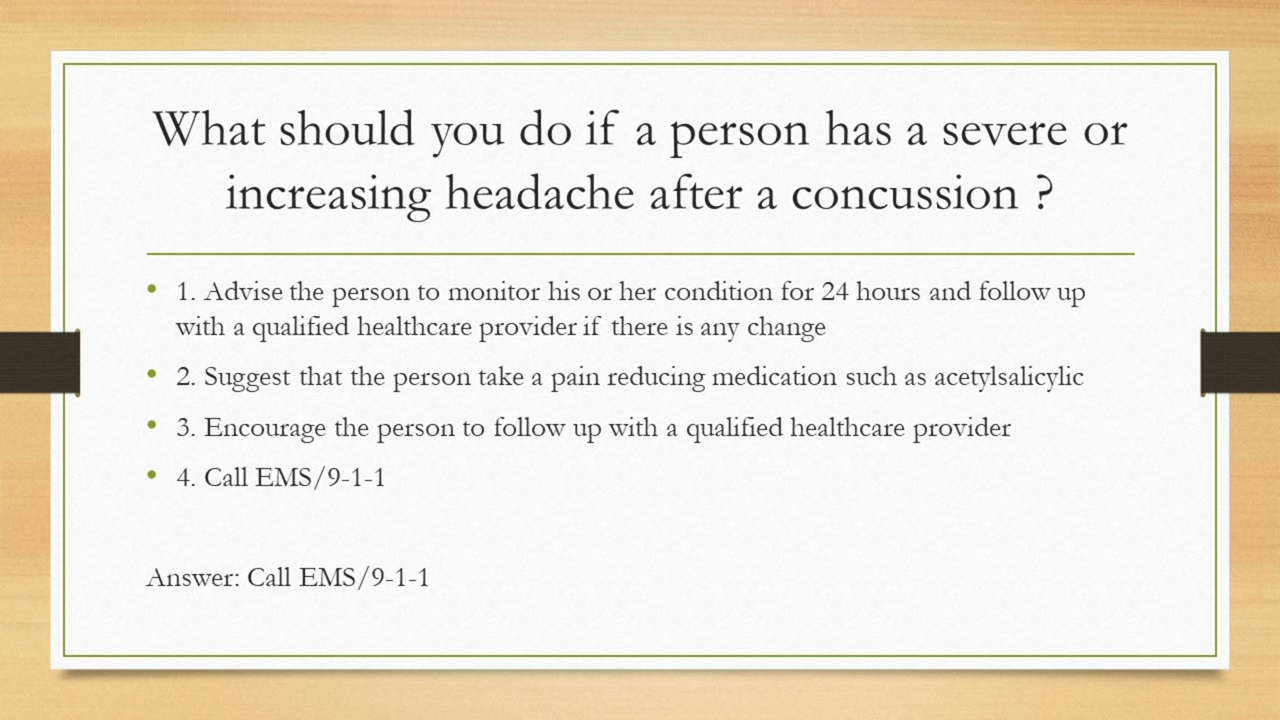 What should you do if a person has a severe or
increasing headache after a concussion ?
• 1. Advise the person to monitor his or her condition for 24 hours and follow up
with a qualified healthcare provider if there is any change
• 2. Suggest that the person take a pain reducing medication such as acetylsalicylic
• 3. Encourage the person to follow up with a qualified healthcare provider
• 4. Call EMS/9-1-1
Answer: Call EMS/9-1-1